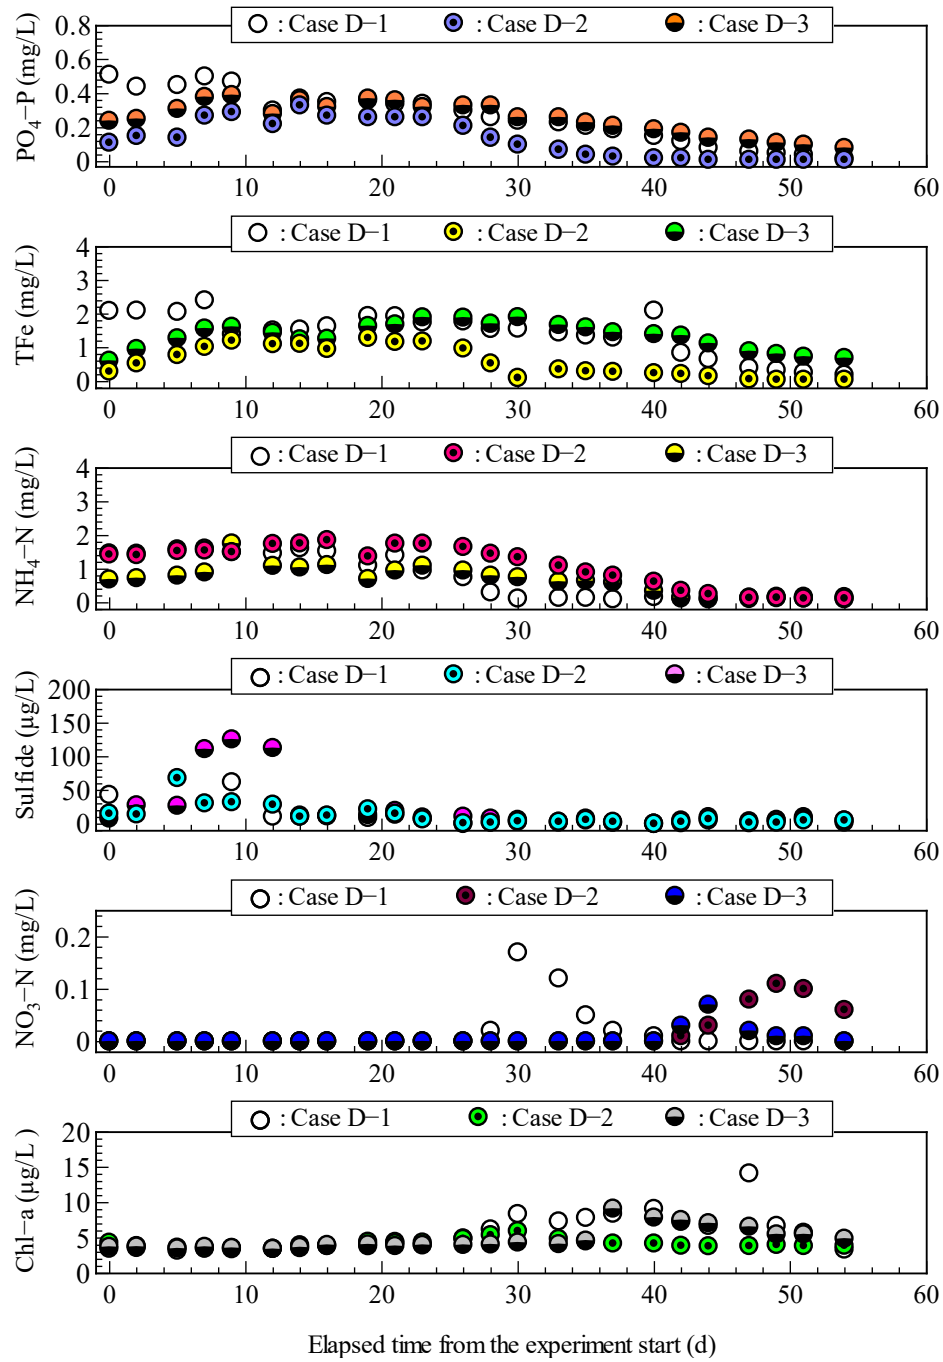 : Case D−1 : Case D−2 : Case D−3
PO4−P (mg/L)
0.8
0.6
0.4
0.2
0
0 10 20 30 40 50 60
: Case D−1 : Case D−2 : Case D−3
TFe (mg/L)
4
3
2
1
0
0 10 20 30 40 50 60
: Case D−1 : Case D−2 : Case D−3
NH4−N (mg/L)
4
3
2
1
0
0 10 20 30 40 50 60
: Case D−1 : Case D−2 : Case D−3
Sulfide (μg/L)
200
150
100
50
0
0 10 20 30 40 50 60
: Case D−1 : Case D−2 : Case D−3
NO3−N (mg/L)
0.2
0.1
0
0 10 20 30 40 50 60
: Case D−1 : Case D−2 : Case D−3
Chl−a (μg/L )
20
15
10
5
0
0 10 20 30 40 50 60
Elapsed time from the experiment start (d)